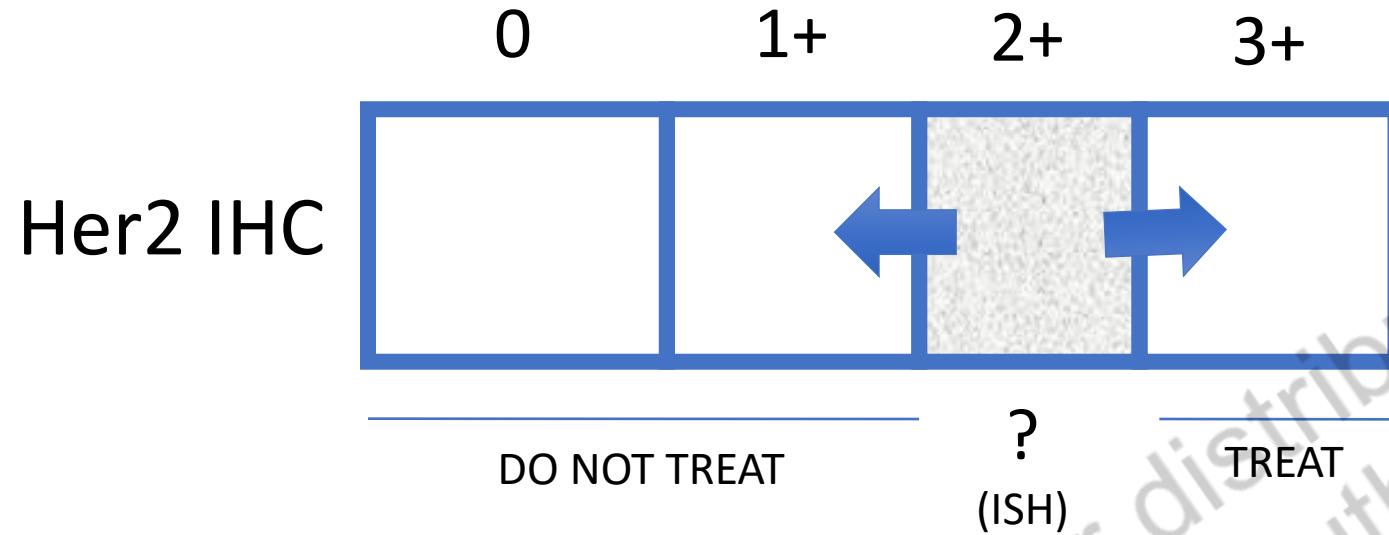 0 1+ 2+ 3+
Her2 IHC
DO NOT TREAT
?
(ISH)
TREAT